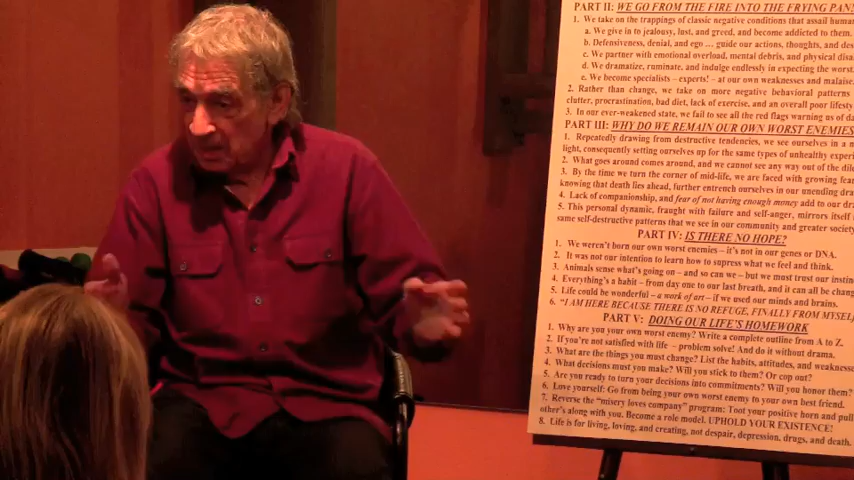 PART II: WE GO FROM THE FIRE INTO THE FRYING PAN
1. We take on the trappings of classic negative conditions that assail human
a. We give in to jealousy, lust, and greed, and become addicted to them.
b. Defensiveness, denial, and ego ... guide our actions, thoughts, and
c. We partner with emotional overload, mental debris, and physical
d. We dramatize, ruminate, and indulge endlessly in expecting the worst
e. We become specialists – experts! – at our own weaknesses and malaise
2. Rather than change, we take on more negative behavioral patterns
clutter, procrastination, bad diet, lack of exercise, and an overall poor
3. In our ever-weakened state, we fail to see all the red flags warning us of
PART III: WHY DO WE REMAIN OUR OWN WORST ENEMIES
1. Repeatedly drawing from destructive tendencies, we see ourselves in a
light, consequently setting ourselves up for the same types of unhealthy
2. What goes around comes around, and we cannot see any way out of the
3. By the time we turn the corner of mid-life, we are faced with growing
knowing that death lies ahead, further entrench ourselves in our unending
4. Lack of companionship, and fear of not having enough money add to our
5. This personal dynamic, fraught with failure and self-anger, mirrors itself
same self-destructive patterns that we see in our community and greater society
PART IV: IS THERE NO HOPE?
1. We weren't born our own worst enemies – it's not in our genes or DNA.
2. It was not our intention to learn how to supress what we feel and think.
3. Animals sense what's going on – and so can we – but we must trust our
4. Everything's a habit – from day one to our last breath, and it can all be
5. Life could be wonderful – a work of art – if we used our minds and brains.
6. "I AM HERE BECAUSE THERE IS NO REFUGE, FINALLY FROM MYSELF
PART V: DOING OUR LIFE'S HOMEWORK
1. Why are you your own worst enemy? Write a complete outline from A to Z.
2. If you're not satisfied with life – problem solve! And do it without drama.
3. What are the things you must change? List the habits, attitudes, and
4. What decisions must you make? Will you stick to them? Or cop out?
5. Are you ready to turn your decisions into commitments? Will you honor them?
6. Love yourself: Go from being your own worst enemy to your own best friend.
7. Reverse the "misery loves company" program: Toot your positive horn and pull
other's along with you. Become a role model. UPHOLD YOUR EXISTENCE!
8. Life is for living, loving, and creating, not despair, depression, drugs, and death.